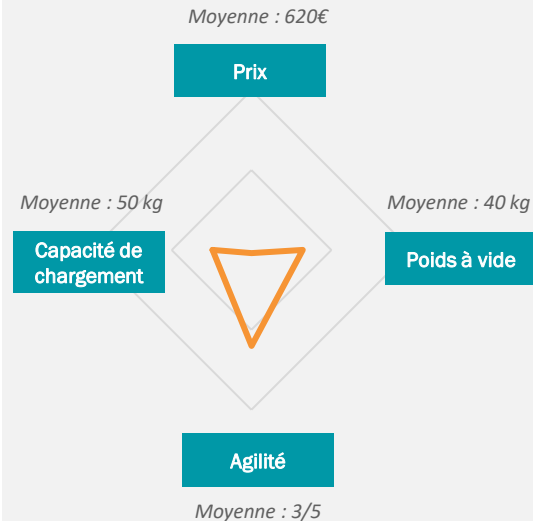 Moyenne : 620€
Prix
Moyenne : 50 kg
Moyenne : 40 kg
Capacité de
chargement
Poids à vide
Agilité
Moyenne : 3/5